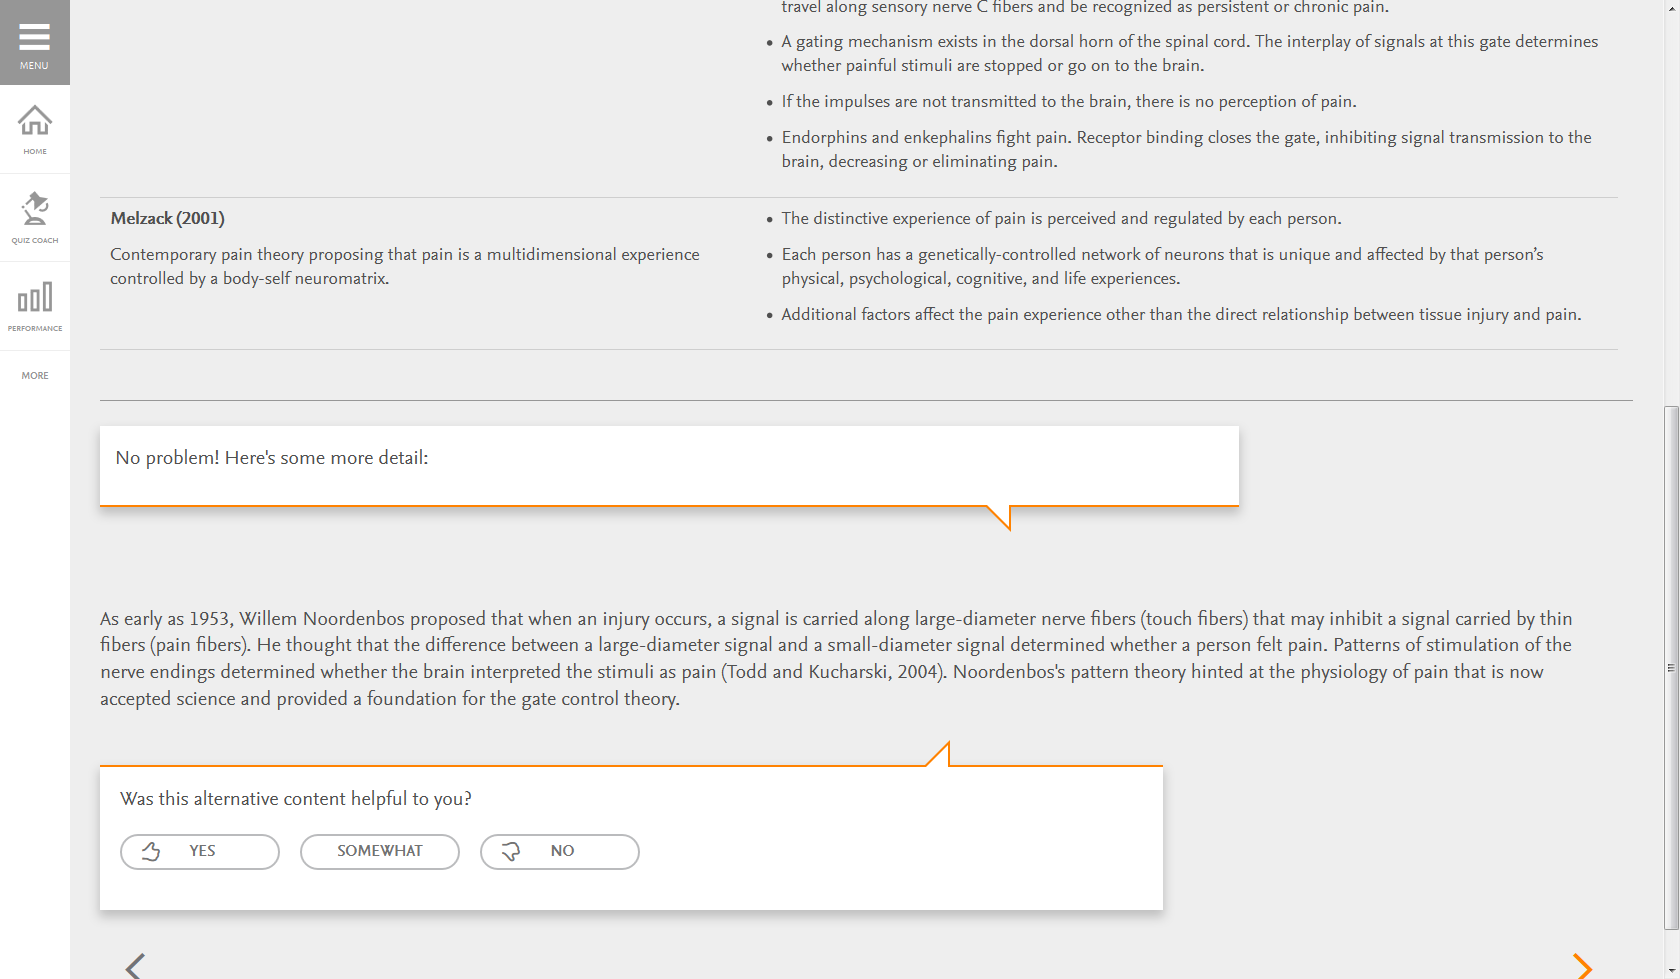 MENU
HOME
QUIZ COACH
PERFORMANCE
MORE
travel along sensory nerve C fibers and be recognized as persistent or chronic pain.
• A gating mechanism exists in the dorsal horn of the spinal cord. The interplay of signals at this gate determines
whether painful stimuli are stopped or go on to the brain.
• If the impulses are not transmitted to the brain, there is no perception of pain.
• Endorphins and enkephalins fight pain. Receptor binding closes the gate, inhibiting signal transmission to the
brain, decreasing or eliminating pain.
Melzack (2001)
Contemporary pain theory proposing that pain is a multidimensional experience
controlled by a body-self neuromatrix.
• The distinctive experience of pain is perceived and regulated by each person.
• Each person has a genetically-controlled network of neurons that is unique and affected by that person’s
physical, psychological, cognitive, and life experiences.
• Additional factors affect the pain experience other than the direct relationship between tissue injury and pain.
No problem! Here's some more detail:
As early as 1953, Willem Noordenbos proposed that when an injury occurs, a signal is carried along large-diameter nerve fibers (touch fibers) that may inhibit a signal carried by thin
fibers (pain fibers). He thought that the difference between a large-diameter signal and a small-diameter signal determined whether a person felt pain. Patterns of stimulation of the
nerve endings determined whether the brain interpreted the stimuli as pain (Todd and Kucharski, 2004). Noordenbos's pattern theory hinted at the physiology of pain that is now
accepted science and provided a foundation for the gate control theory.
Was this alternative content helpful to you?
YES
SOMEWHAT
NO